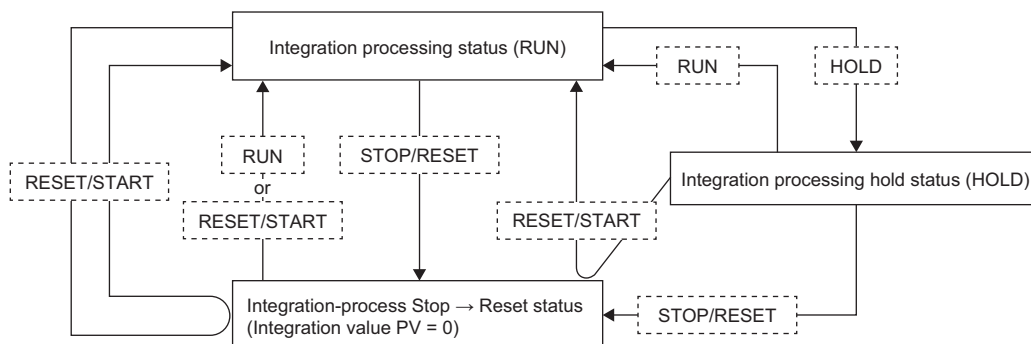 Integration processing status (RUN)
RUN
HOLD
RUN
or
RESET/START
STOP/RESET
RESET/START
Integration processing hold status (HOLD)
RESET/START
Integration-process Stop → Reset status
(Integration value PV = 0)
STOP/RESET